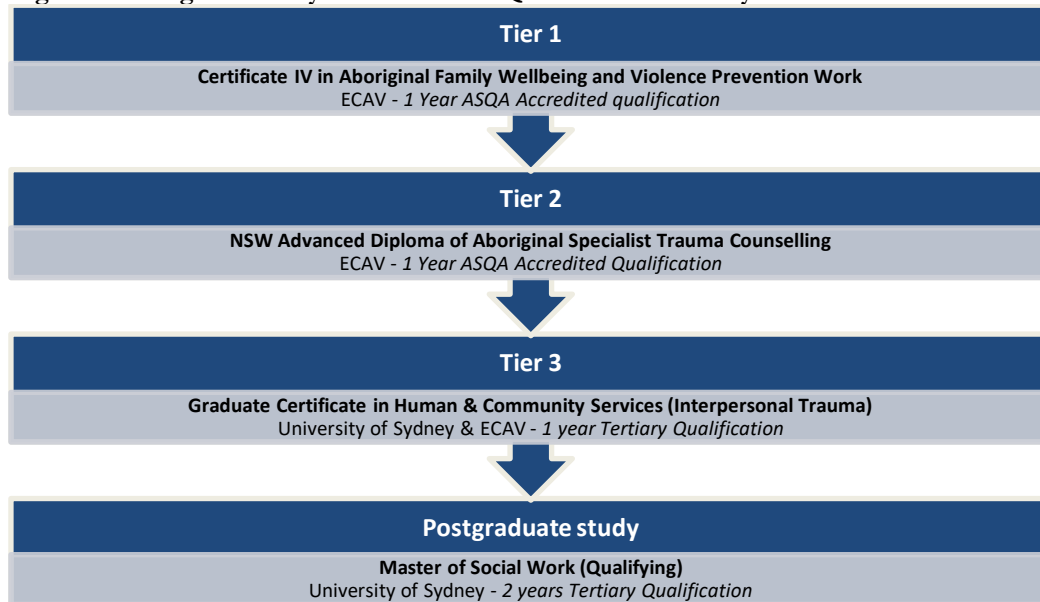 Tier 1
Certificate IV in Aboriginal Family Wellbeing and Violence Prevention Work
ECAV - 1 Year ASQA Accredited qualification
Tier 2
NSW Advanced Diploma of Aboriginal Specialist Trauma Counselling
ECAV - 1 Year ASQA Accredited Qualification
Tier 3
Graduate Certificate in Human & Community Services (Interpersonal Trauma)
University of Sydney & ECAV - 1 year Tertiary Qualification
Postgraduate study
Master of Social Work (Qualifying)
University of Sydney - 2 years Tertiary Qualification